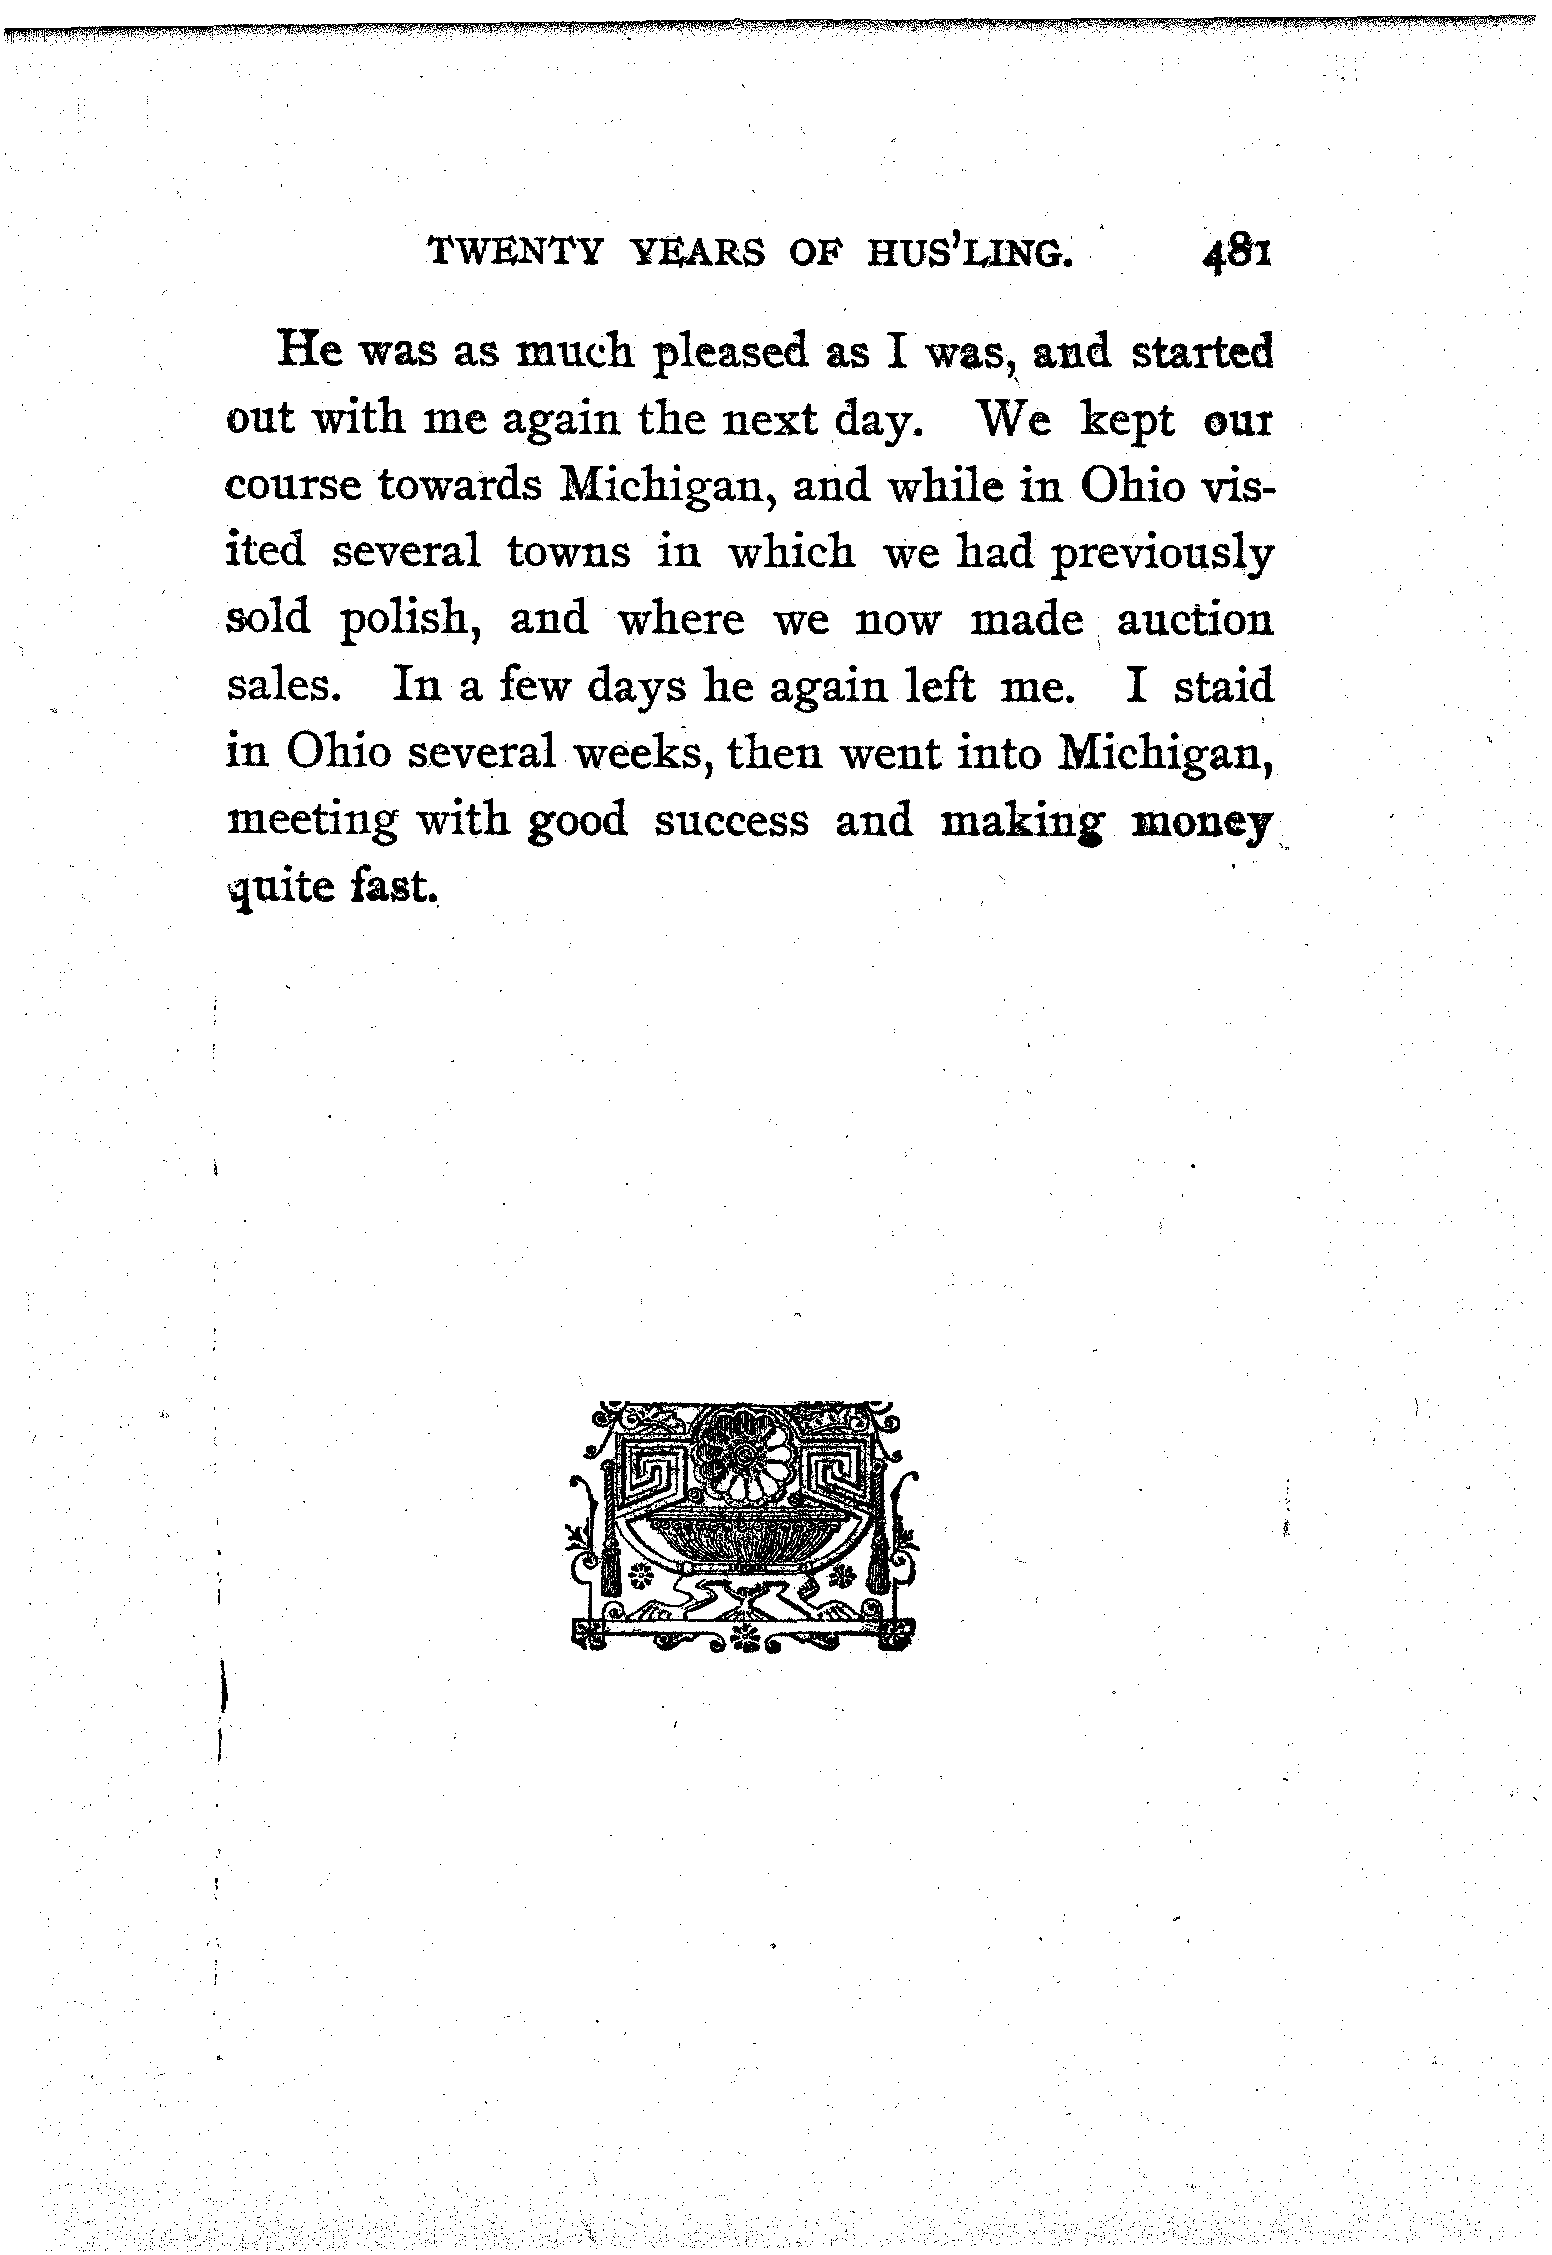 TWENTY YEARS OF HUS'LING. 481
He was as much pleased as I was, and started
out with me again the next day. We kept our
course towards Michigan, and while in Ohio vis-
ited several towns in which we had previously
sold polish, and where we now made auction
sales. In a few days he again left me. I staid
in Ohio several weeks, then went into Michigan,
meeting with good success and making money
quite fast.